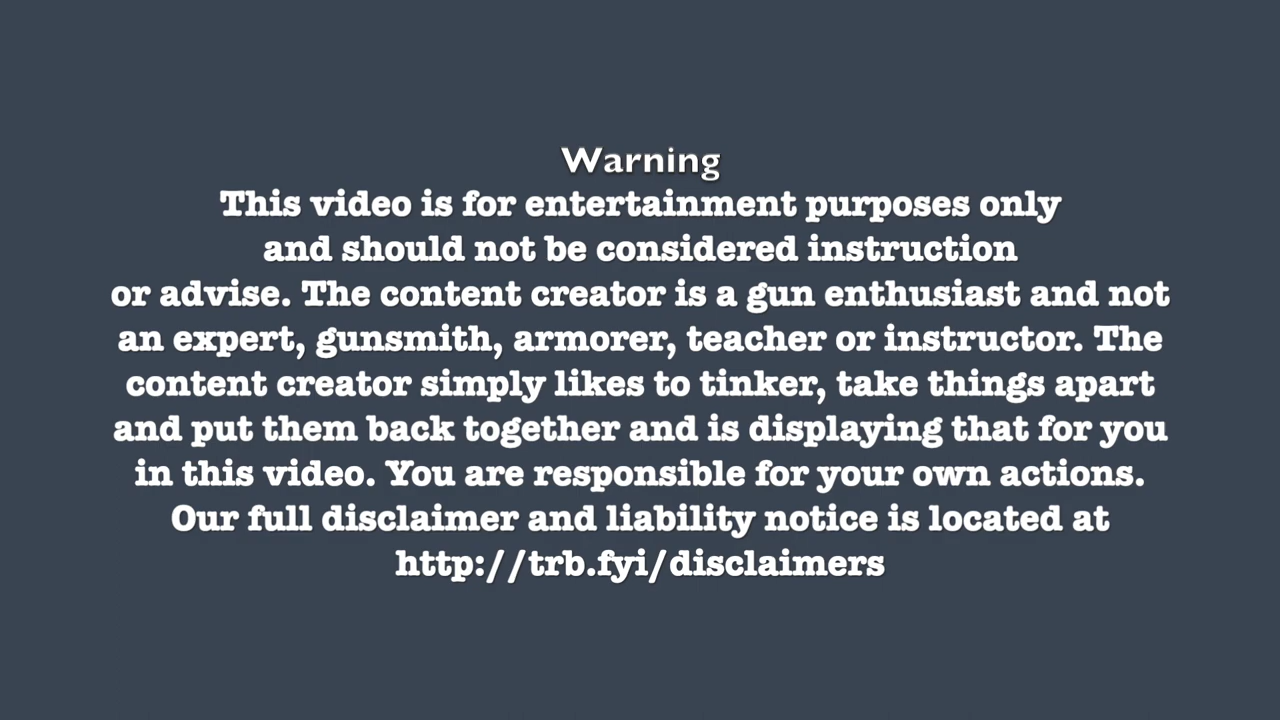 Warning
This video is for entertainment purposes only
and should not be considered instruction
or advise. The content creator is a gun enthusiast and not
an expert, gunsmith, armorer, teacher or instructor. The
content creator simply likes to tinker, take things apart
and put them back together and is displaying that for you
in this video. You are responsible for your own actions.
Our full disclaimer and liability notice is located at
http://trb.fyi/disclaimers